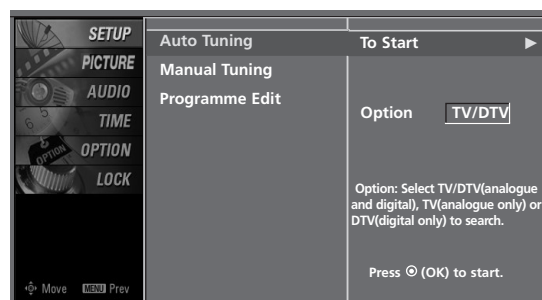 SETUP
PICTURE
AUDIO
TIME
OPTION
LOCK
Move MENU Prev
Auto Tuning
Manual Tuning
Programme Edit
To Start ▶
Option TV/DTV
Option: Select TV/DTV(analogue
and digital), TV(analogue only) or
DTV(digital only) to search.
Press ⊙ (OK) to start.